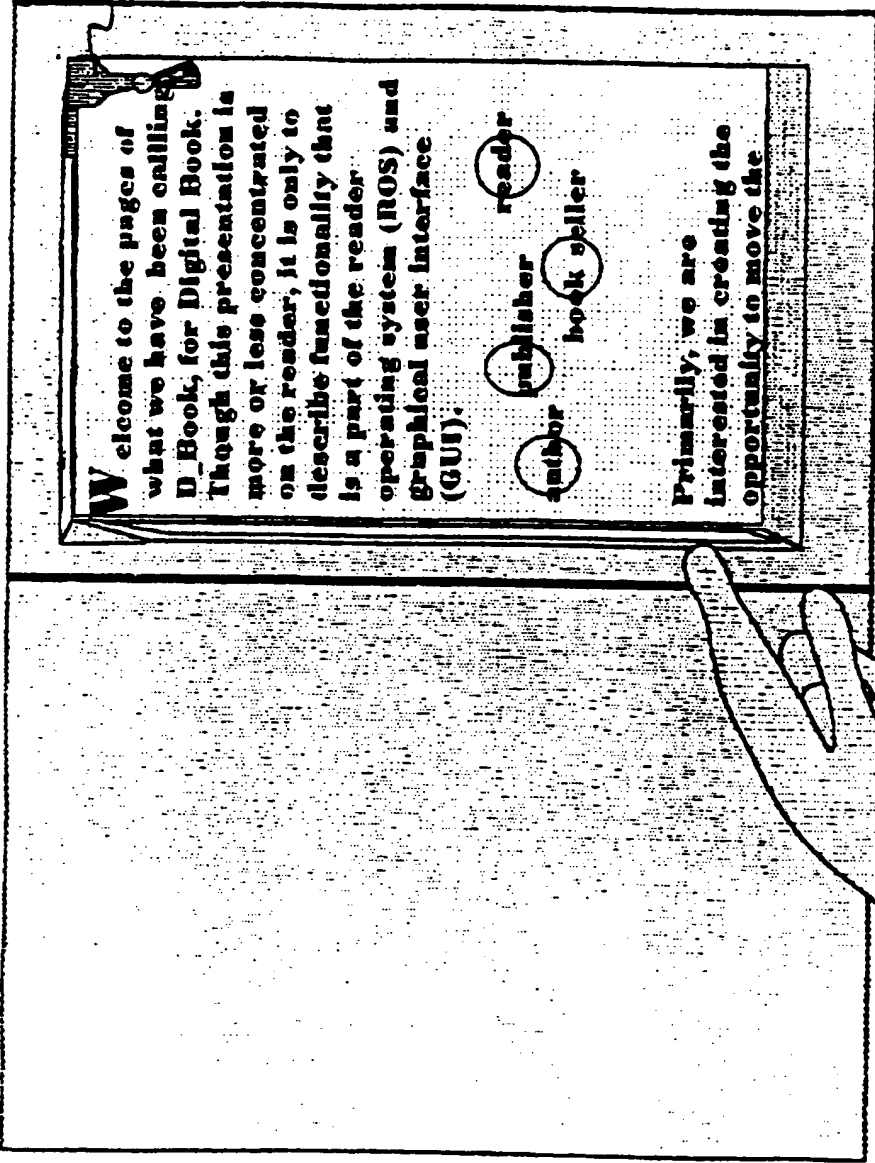 Welcome to the pages of
what we have been callling
D_Book, for Digital Book.
Though this presentation is
more or less concentrated
on the reader, it is only to
describe functionality that
is a part of the reader
operating system (ROS) and
graphical user interface
(GUI).
author publisher reader
book seller
Primarily, we are
interested in creating the
opportunity to move the